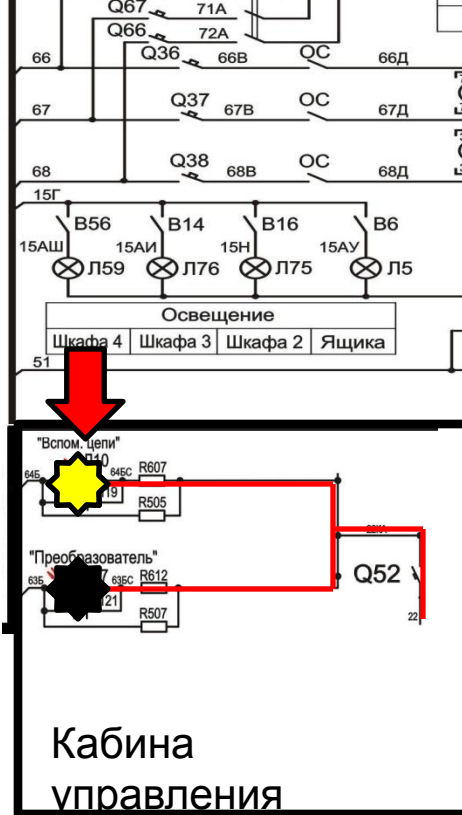 Q67 71А
Q66 72А
66 Q36 66В ОС 66Д
67 Q37 67В ОС 67Д
68 Q38 68В ОС 68Д
15Г
В56 В14 В16 В6
15АШ 15АИ 15Н 15АУ
Л59 Л76 Л75 Л5
Освещение
Шкафа 4 Шкафа 3 Шкафа 2 Ящика
51
"Вспом. цепи"
64Б 64БС R607
R505
"Преобразователь"
63Б 63БС R612
R507
Q52
22
Кабина
управления